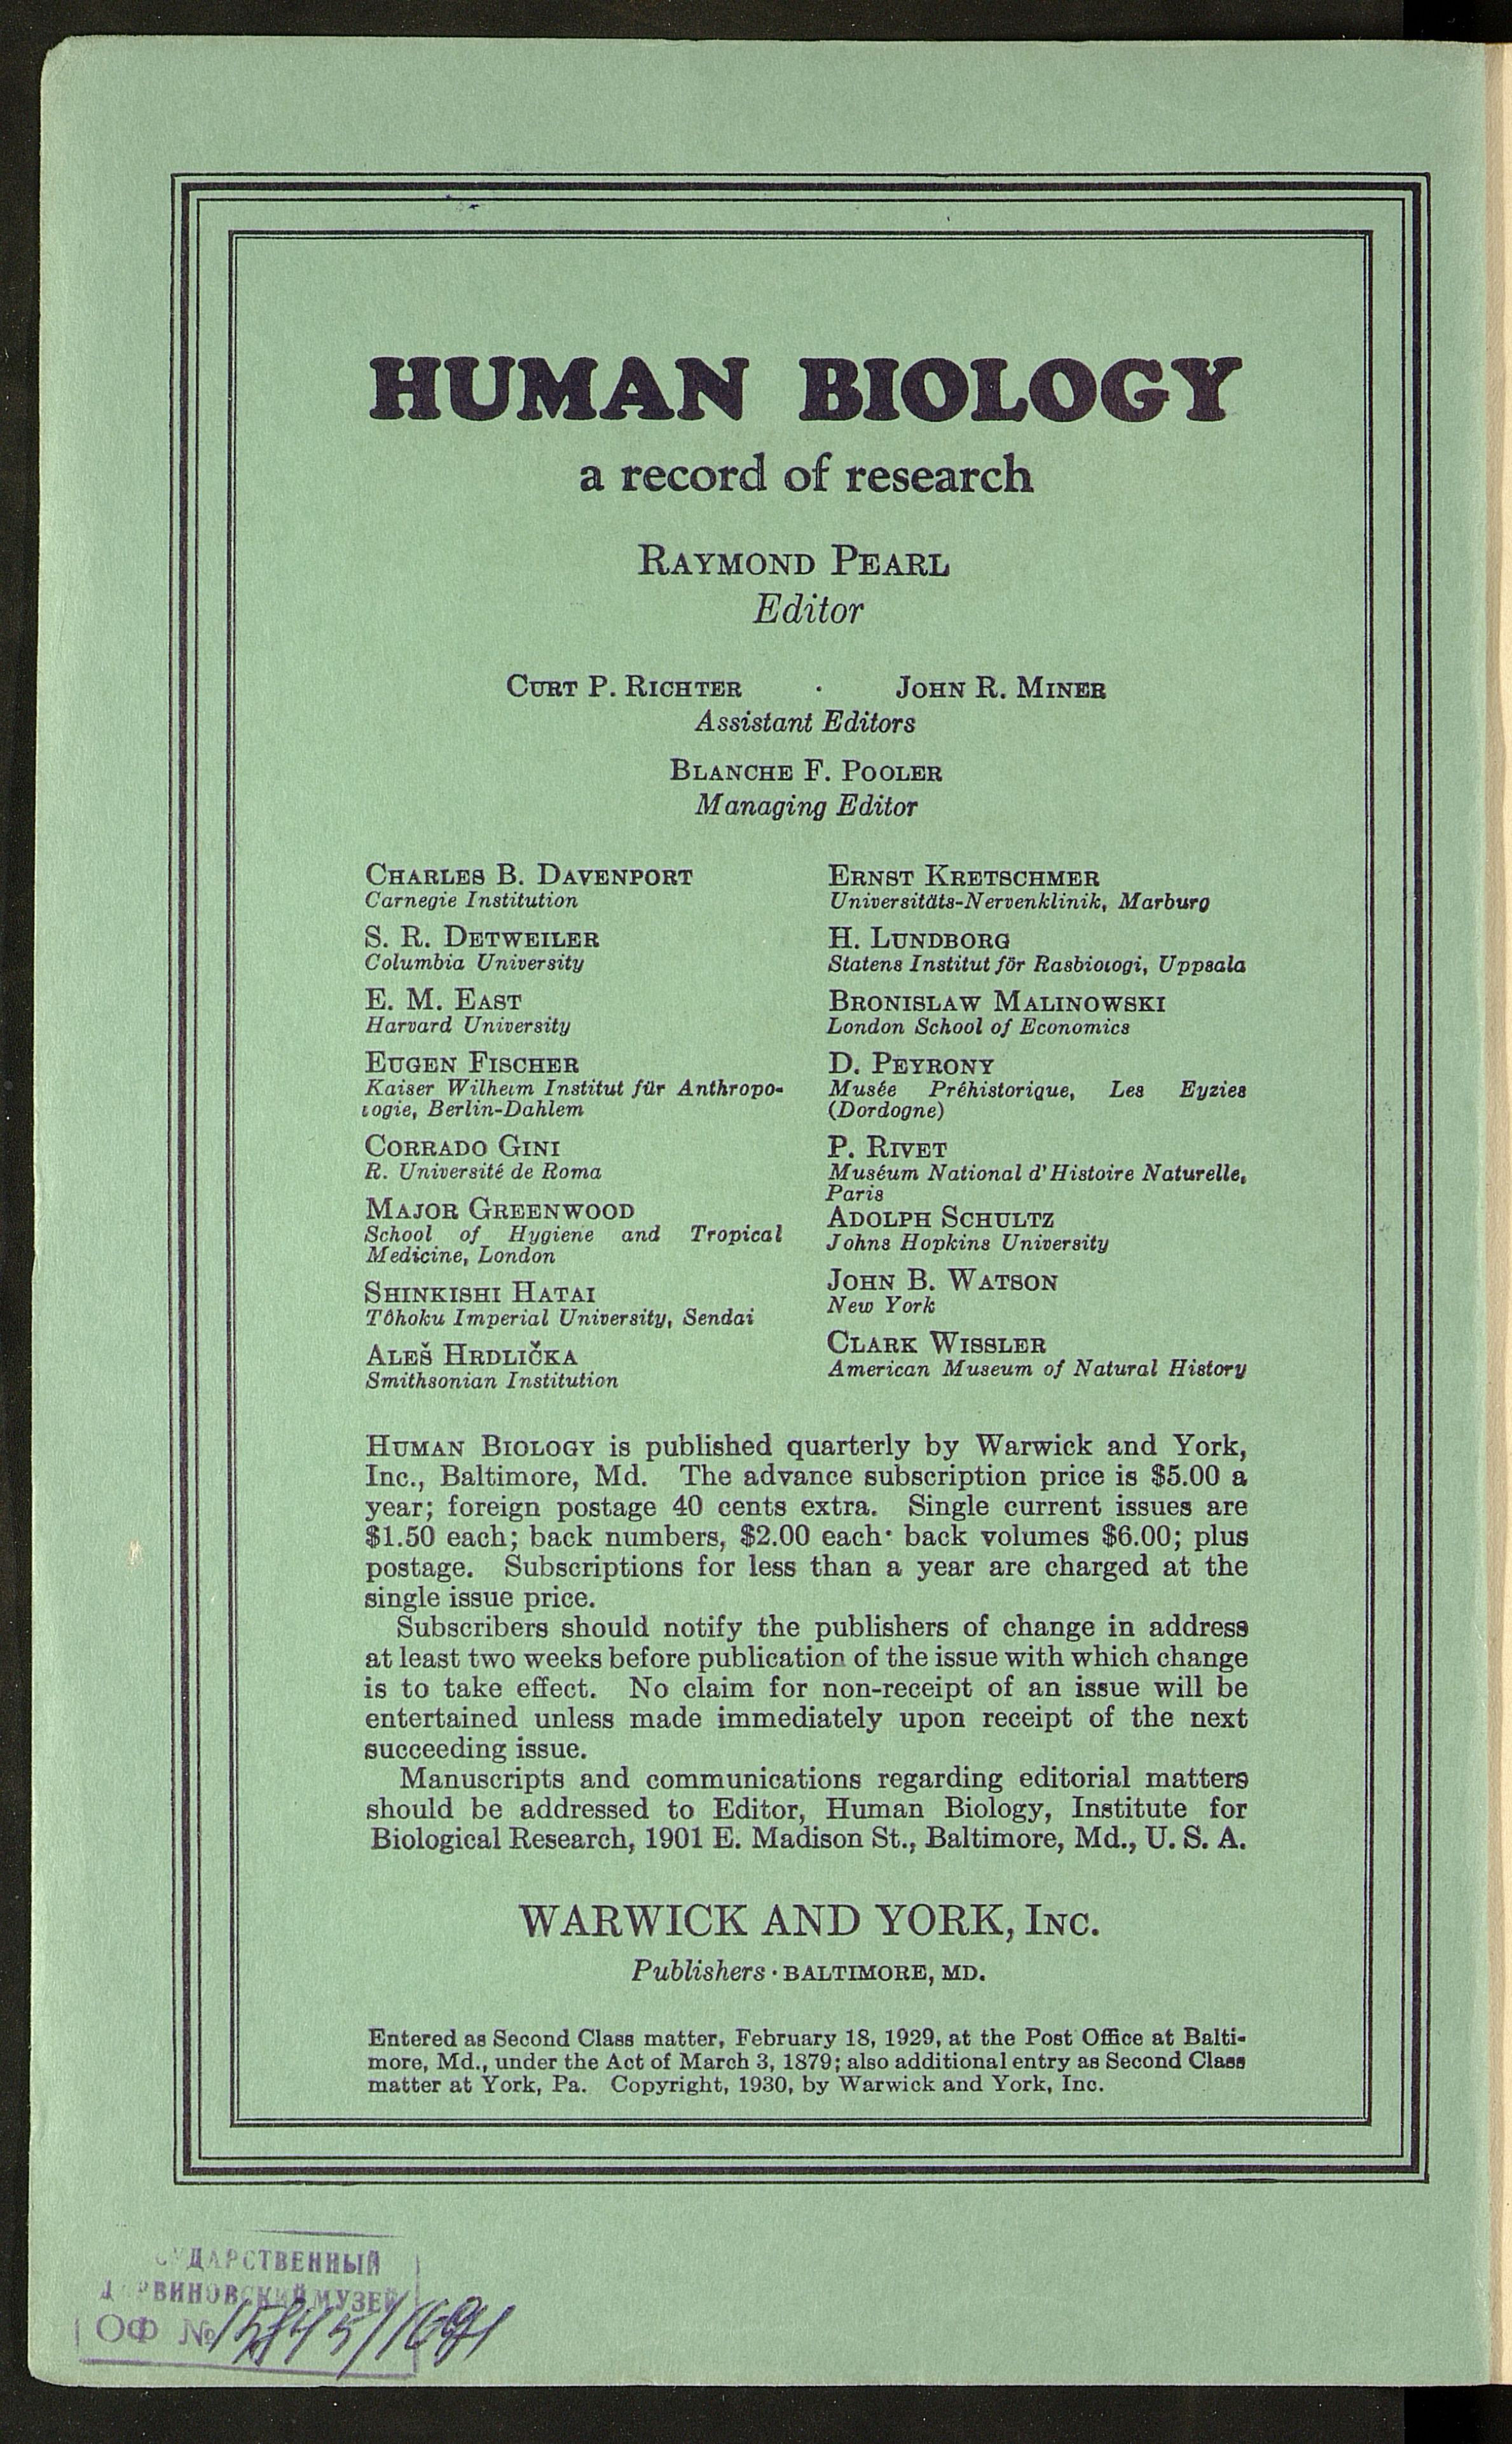 HUMAN BIOLOGY
a record of research
RAYMOND PEARL
Editor
CURT P. RICHTER · JOHN R. MINER
Assistant Editors
BLANCHE F. POOLER
Managing Editor
CHARLES B. DAVENPORT
Carnegie Institution
S. R. DETWEILER
Columbia University
E. M. EAST
Harvard University
EUGEN FISCHER
Kaiser Wilhelm Institut für Anthropo-
logie, Berlin-Dahlem
CORRADO GINI
R. Université de Roma
MAJOR GREENWOOD
School of Hygiene and Tropical
Medicine, London
SHINKISHI HATAI
Tôhoku Imperial University, Sendai
ALEŠ HRDLIČKA
Smithsonian Institution
ERNST KRETSCHMER
Universitäts-Nervenklinik, Marburg
H. LUNDBORG
Statens Institut för Rasbiologi, Uppsala
BRONISLAW MALINOWSKI
London School of Economics
D. PEYRONY
Musée Préhistorique, Les Eyzies
(Dordogne)
P. RIVET
Muséum National d'Histoire Naturelle,
Paris
ADOLPH SCHULTZ
Johns Hopkins University
JOHN B. WATSON
New York
CLARK WISSLER
American Museum of Natural History
HUMAN BIOLOGY is published quarterly by Warwick and York,
Inc., Baltimore, Md. The advance subscription price is $5.00 a
year; foreign postage 40 cents extra. Single current issues are
$1.50 each; back numbers, $2.00 each· back volumes $6.00; plus
postage. Subscriptions for less than a year are charged at the
single issue price.
Subscribers should notify the publishers of change in address
at least two weeks before publication of the issue with which change
is to take effect. No claim for non-receipt of an issue will be
entertained unless made immediately upon receipt of the next
succeeding issue.
Manuscripts and communications regarding editorial matters
should be addressed to Editor, Human Biology, Institute for
Biological Research, 1901 E. Madison St., Baltimore, Md., U. S. A.
WARWICK AND YORK, INC.
Publishers · BALTIMORE, MD.
Entered as Second Class matter, February 18, 1929, at the Post Office at Balti-
more, Md., under the Act of March 3, 1879; also additional entry as Second Class
matter at York, Pa. Copyright, 1930, by Warwick and York, Inc.
МУЗЕЙ
ОФ №